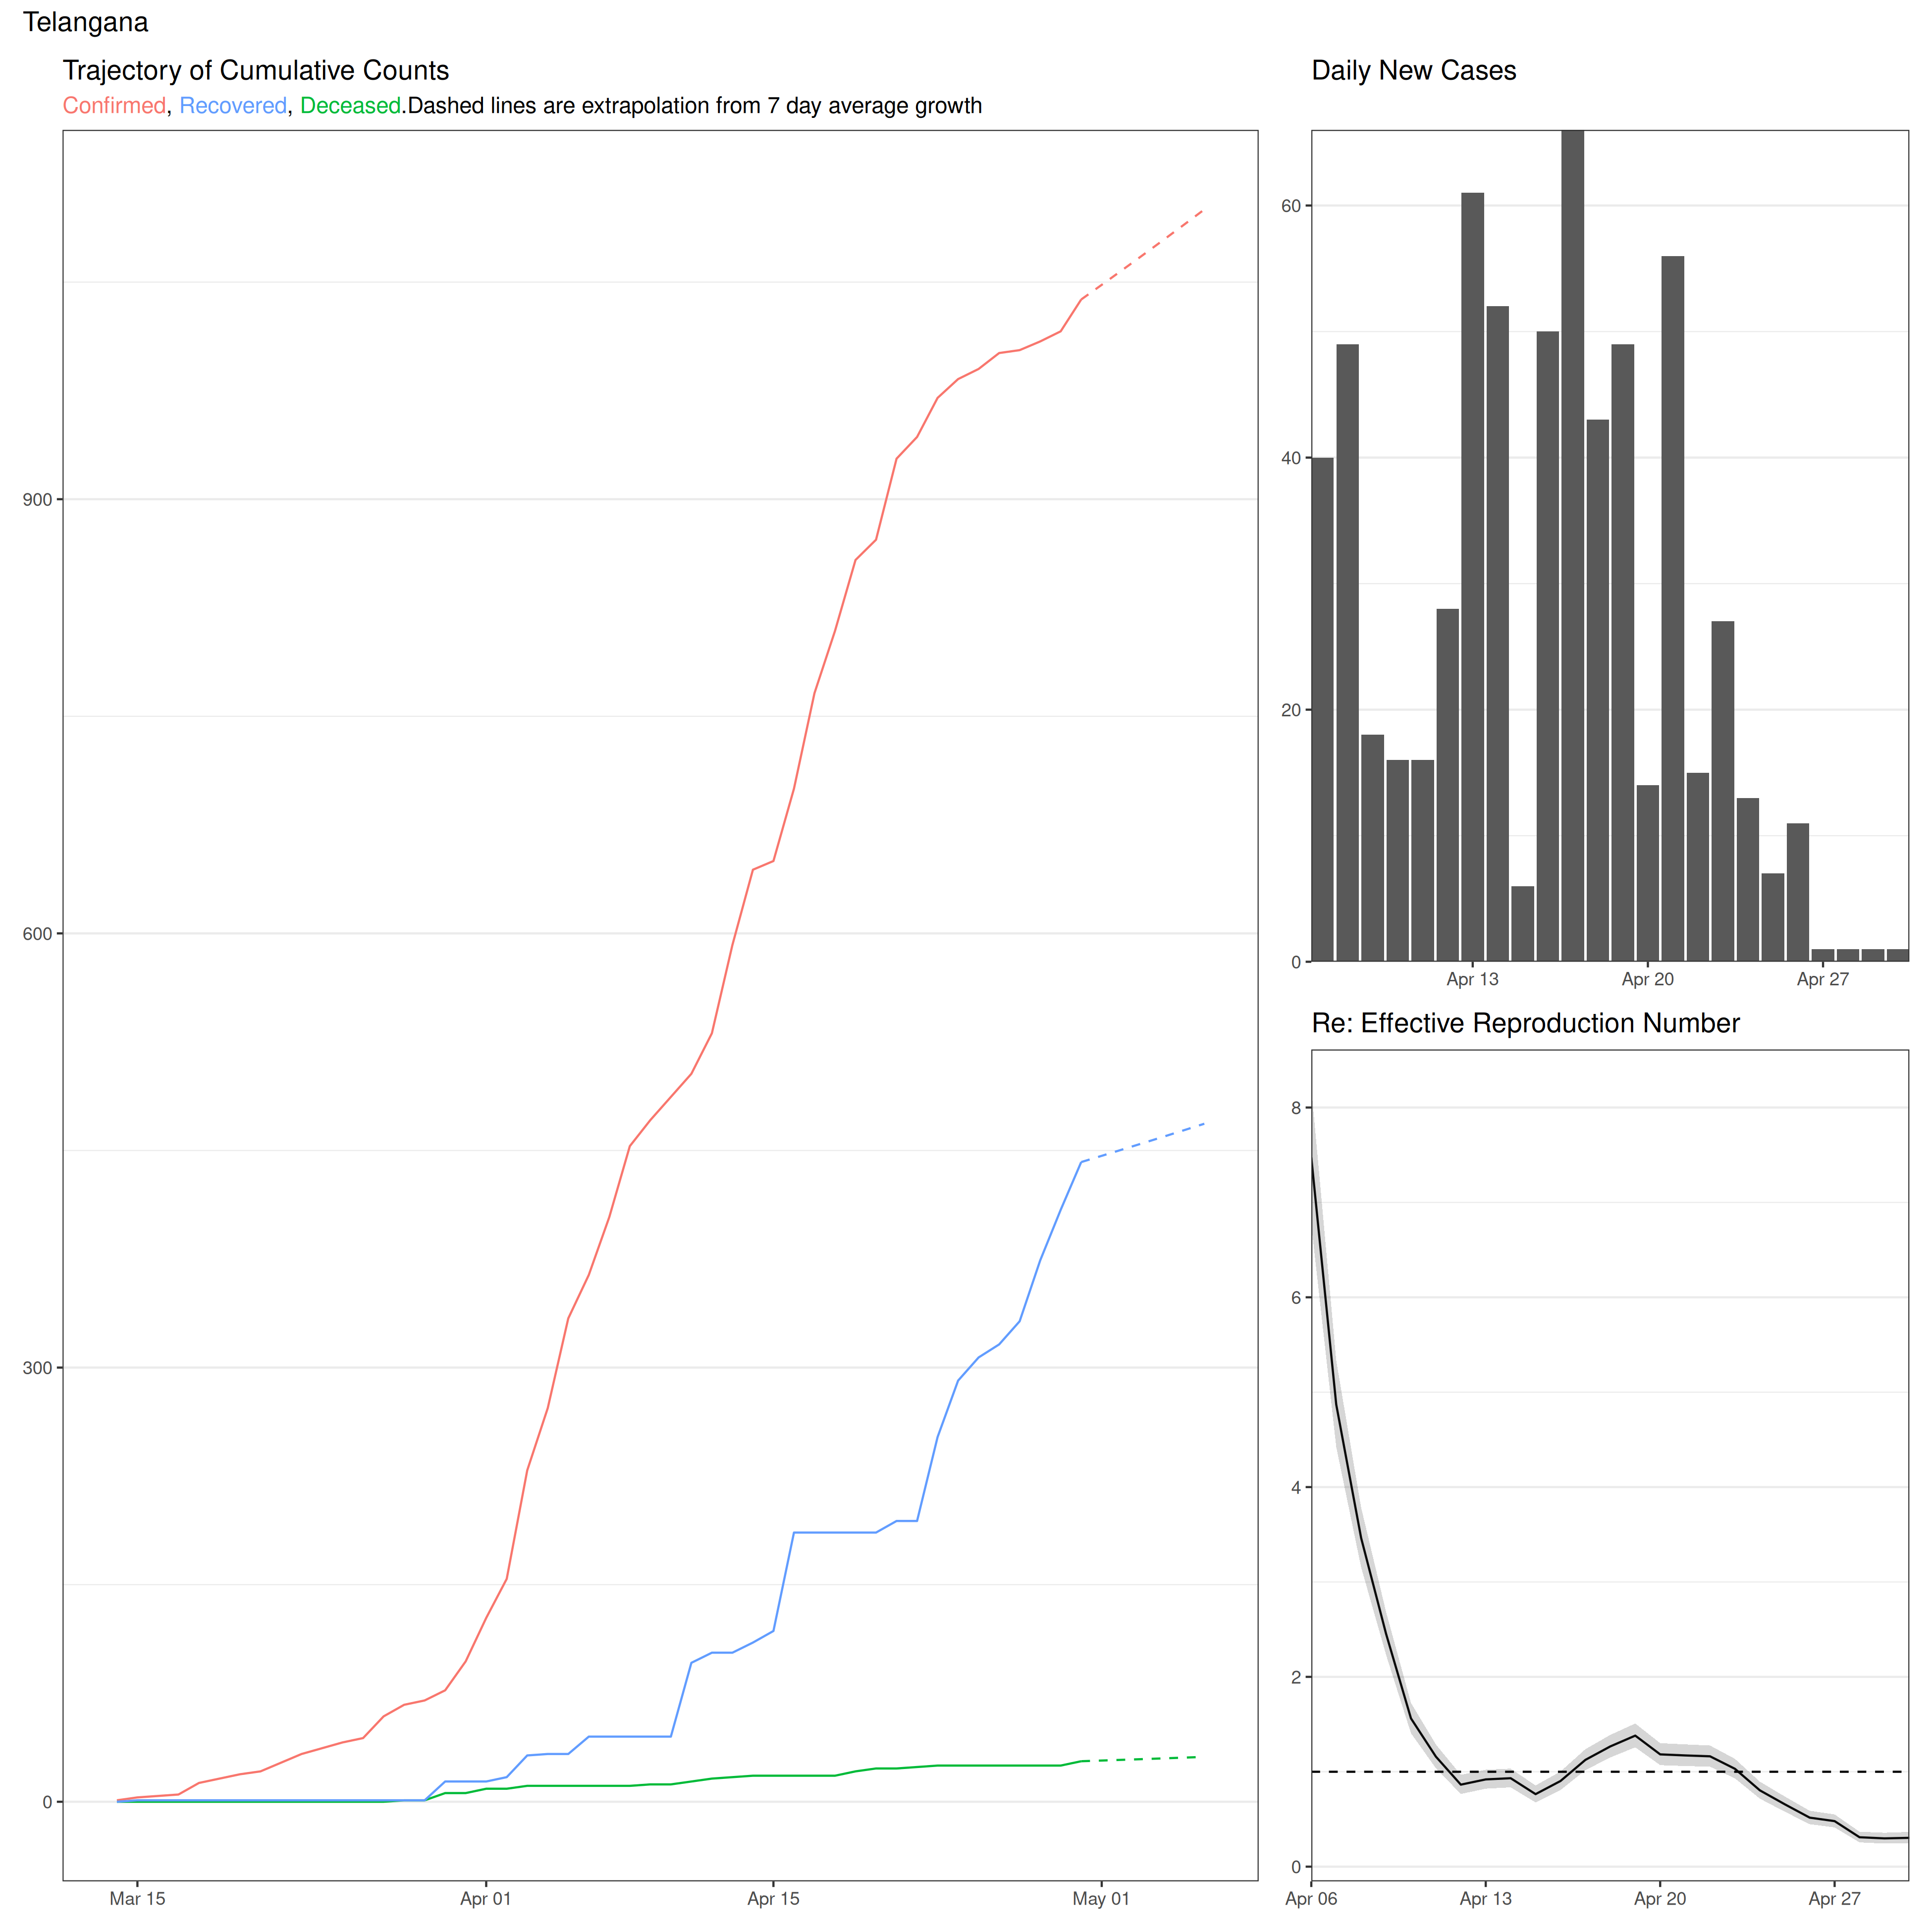 Telangana
Trajectory of Cumulative Counts
Confirmed, Recovered, Deceased.Dashed lines are extrapolation from 7 day average growth
900
600
300
0
Mar 15 Apr 01 Apr 15 May 01
Daily New Cases
60
40
20
0
Apr 13 Apr 20 Apr 27
Re: Effective Reproduction Number
8
6
4
2
0
Apr 06 Apr 13 Apr 20 Apr 27